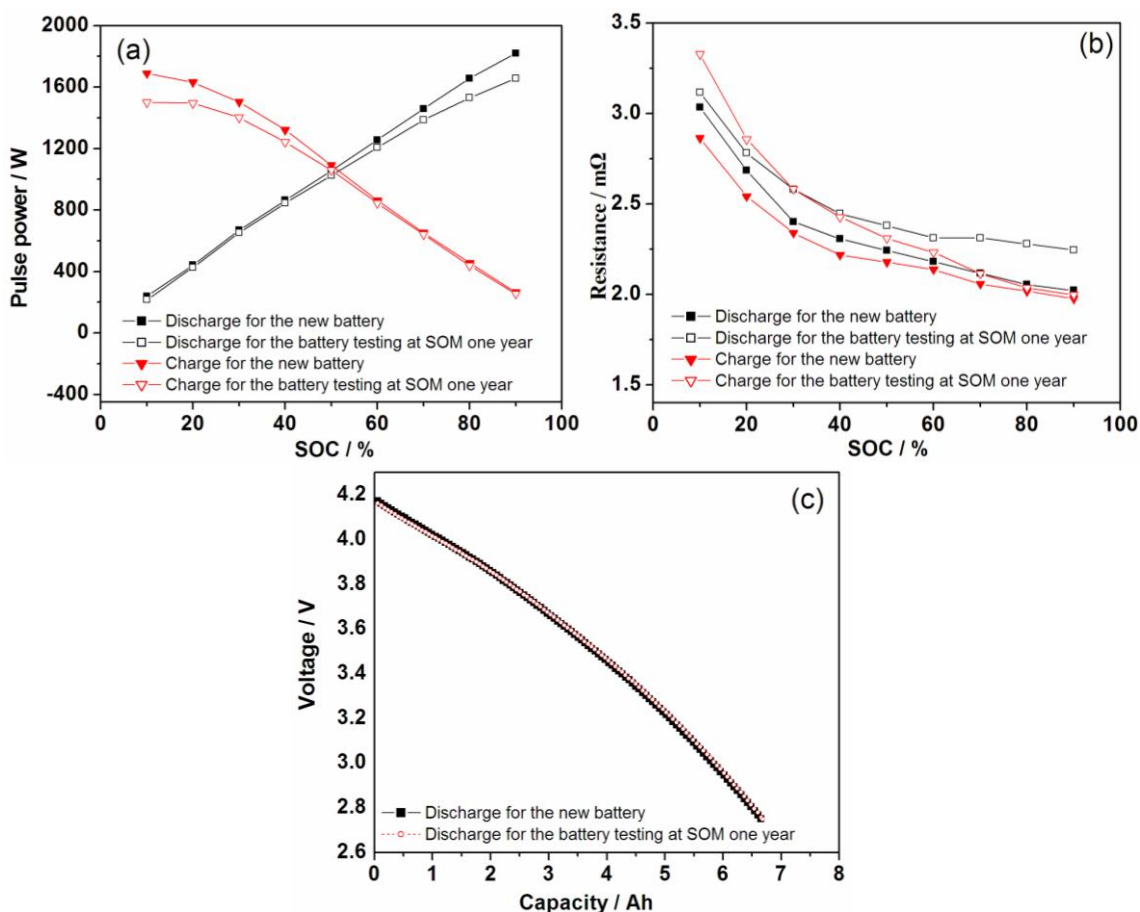 (a)
Pulse power / W
2000
1600
1200
800
400
0
-400
Discharge for the new battery
Discharge for the battery testing at SOM one year
Charge for the new battery
Charge for the battery testing at SOM one year
0 20 40 60 80 100
SOC / %
(b)
Resistance / mΩ
3.5
3.0
2.5
2.0
1.5
Discharge for the new battery
Discharge for the battery testing at SOM one year
Charge for the new battery
Charge for the battery testing at SOM one year
0 20 40 60 80 100
SOC / %
(c)
Voltage / V
4.2
4.0
3.8
3.6
3.4
3.2
3.0
2.8
2.6
Discharge for the new battery
Discharge for the battery testing at SOM one year
0 1 2 3 4 5 6 7 8
Capacity / Ah